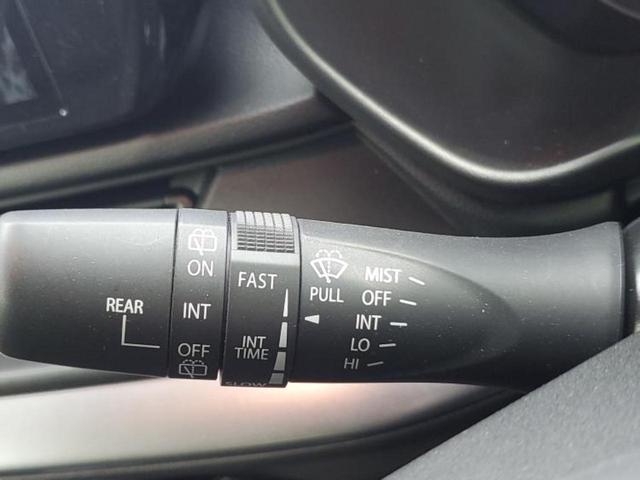 REAR
ON
INT
OFF
FAST
INT
TIME
SLOW
PULL
MIST
OFF
INT
LO
HI